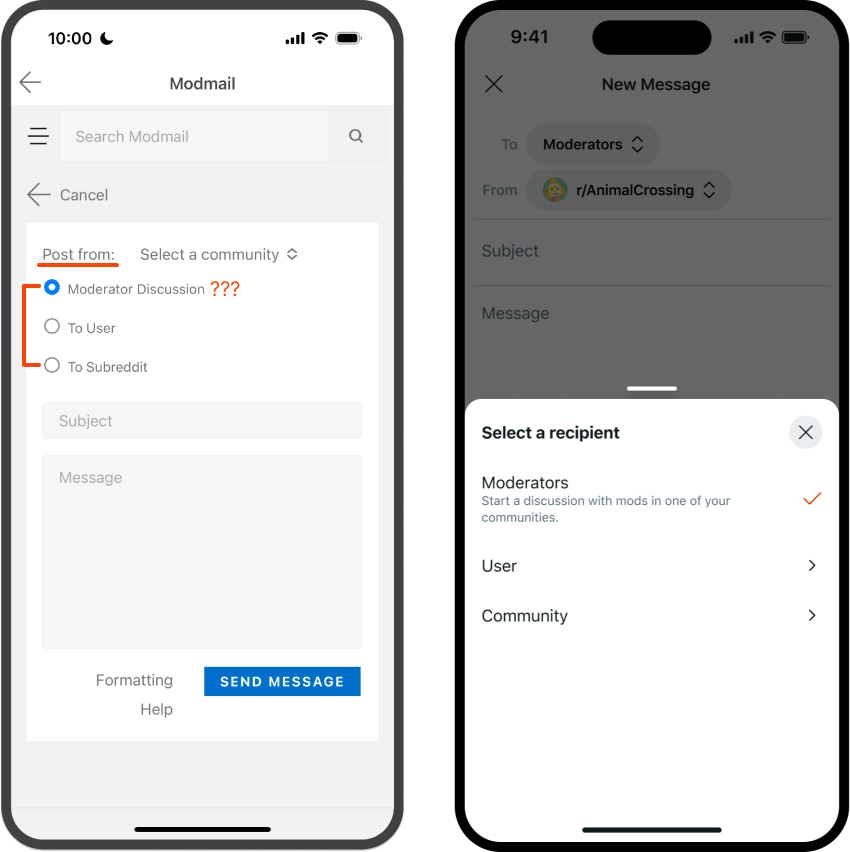 10:00
Modmail
Search Modmail
Cancel
Post from: Select a community
Moderator Discussion ???
To User
To Subreddit
Subject
Message
Formatting
Help
SEND MESSAGE
9:41
New Message
To Moderators
From r/AnimalCrossing
Subject
Message
Select a recipient
Moderators
Start a discussion with mods in one of your
communities.
User
Community